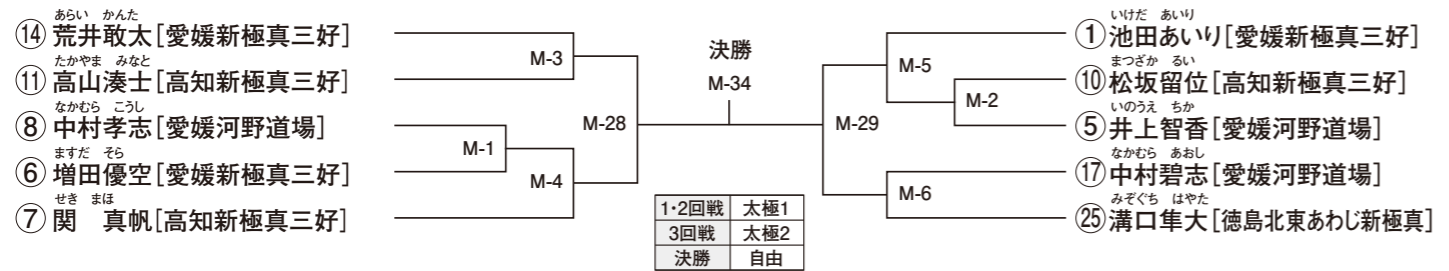 あらい かんた
⑭ 荒井敢太[愛媛新極真三好]
たかやま みなと
⑪ 高山湊士[高知新極真三好]
なかむら こうし
⑧ 中村孝志[愛媛河野道場]
ますだ そら
⑥ 増田優空[愛媛新極真三好]
せき まほ
⑦ 関 真帆[高知新極真三好]
M-3
M-1
M-4
M-28
決勝
M-34
1・2回戦 太極1
3回戦 太極2
決勝 自由
M-29
M-5
M-2
M-6
いけだ あいり
①池田あいり[愛媛新極真三好]
まつざか るい
⑩松坂留位[高知新極真三好]
いのうえ ちか
⑤井上智香[愛媛河野道場]
なかむら あおし
⑰中村碧志[愛媛河野道場]
みぞぐち はやた
㉕溝口隼大[徳島北東あわじ新極真]